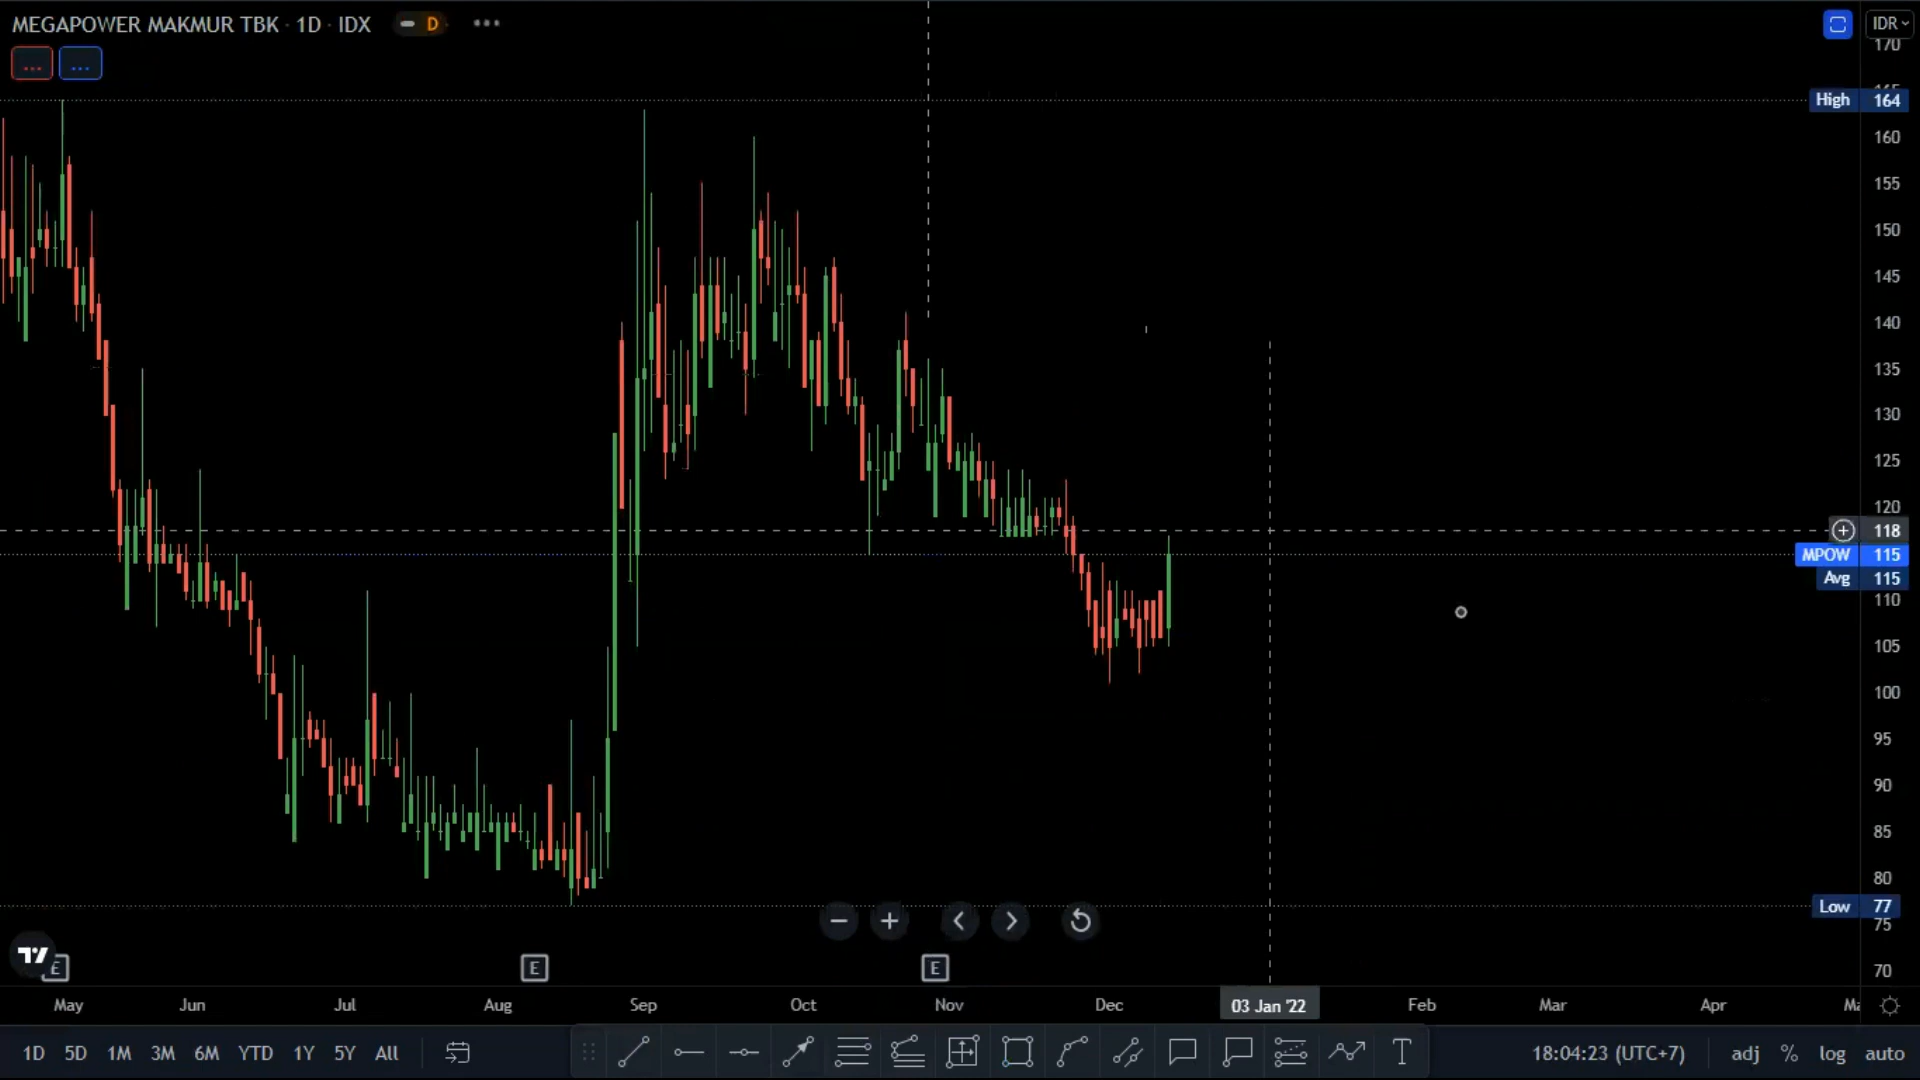 MEGAPOWER MAKMUR TBK · 1D · IDX
D
...
IDR
...
...
170
High 164
160
155
150
145
140
135
130
125
120
118
MPOW 115
Avg 115
110
105
100
95
90
85
80
Low 77
75
70
E
E
E
May Jun Jul Aug Sep Oct Nov Dec 03 Jan '22 Feb Mar Apr
1D 5D 1M 3M 6M YTD 1Y 5Y All
T
18:04:23 (UTC+7) adj % log auto